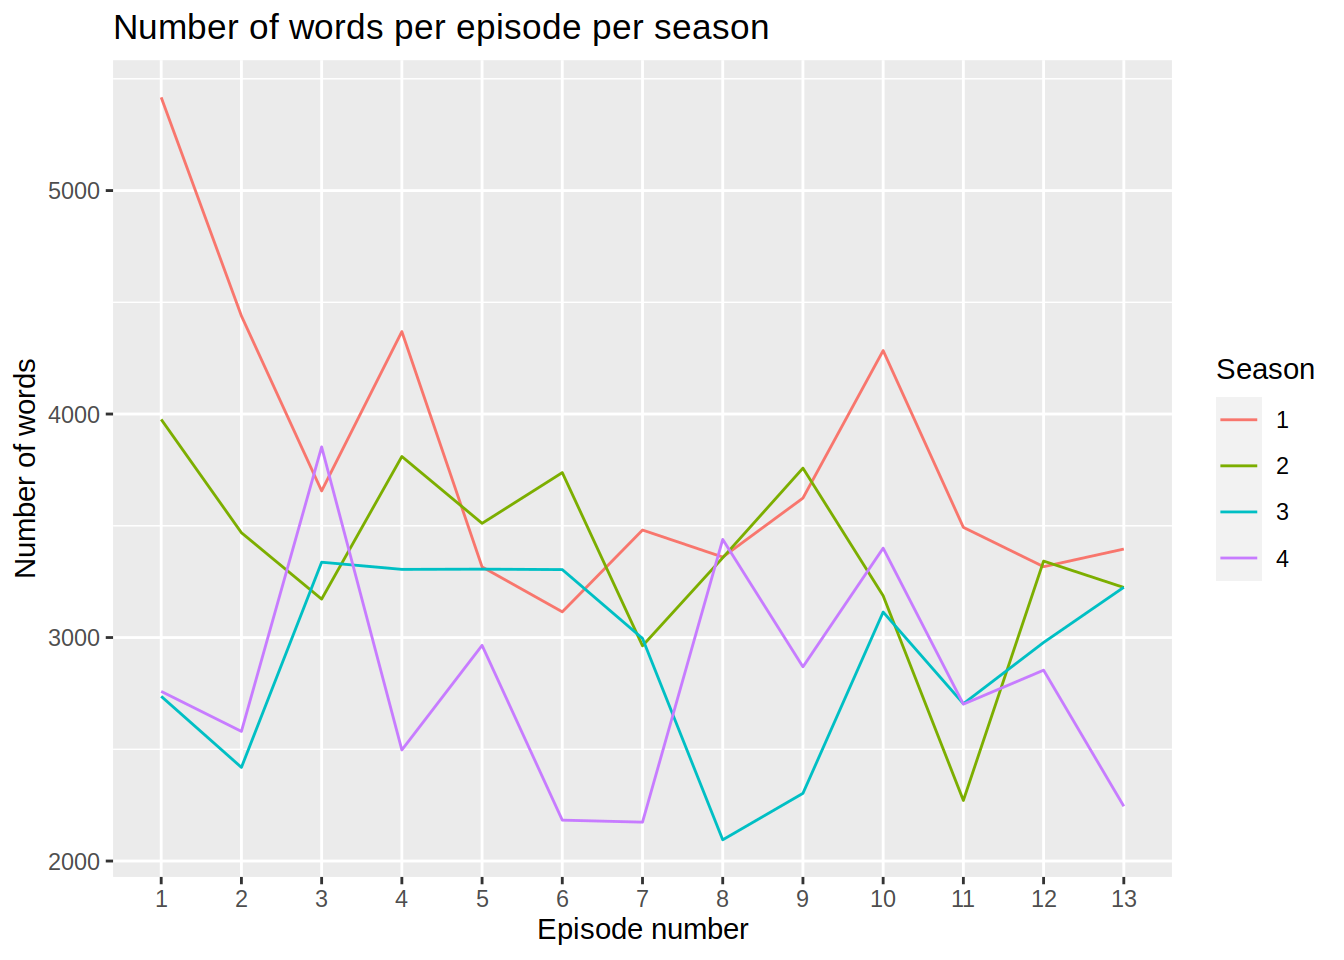 Number of words per episode per season
Number of words
5000
4000
3000
2000
1 2 3 4 5 6 7 8 9 10 11 12 13
Episode number
Season
1
2
3
4